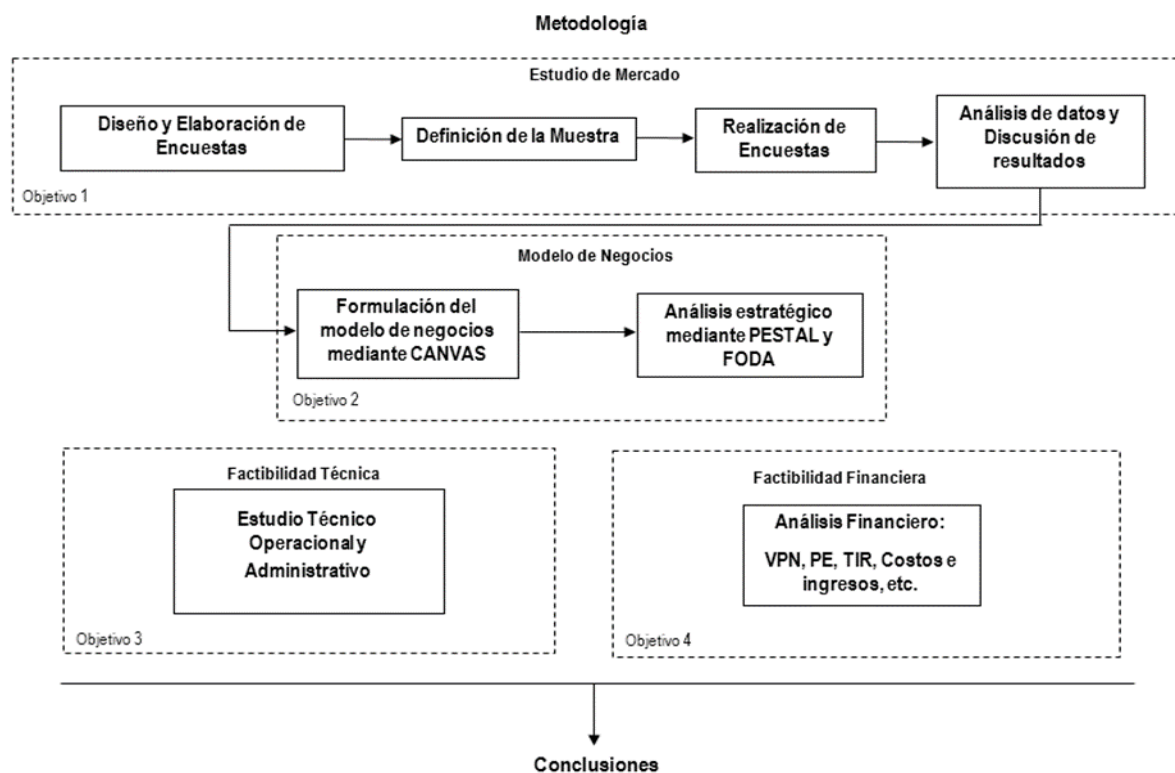 Metodología
Estudio de Mercado
Diseño y Elaboración de
Encuestas
Definición de la Muestra
Realización de
Encuestas
Análisis de datos y
Discusión de
resultados
Objetivo 1
Modelo de Negocios
Formulación del
modelo de negocios
mediante CANVAS
Análisis estratégico
mediante PESTAL y
FODA
Objetivo 2
Factibilidad Técnica
Estudio Técnico
Operacional y
Administrativo
Objetivo 3
Factibilidad Financiera
Análisis Financiero:
VPN, PE, TIR, Costos e
ingresos, etc.
Objetivo 4
Conclusiones